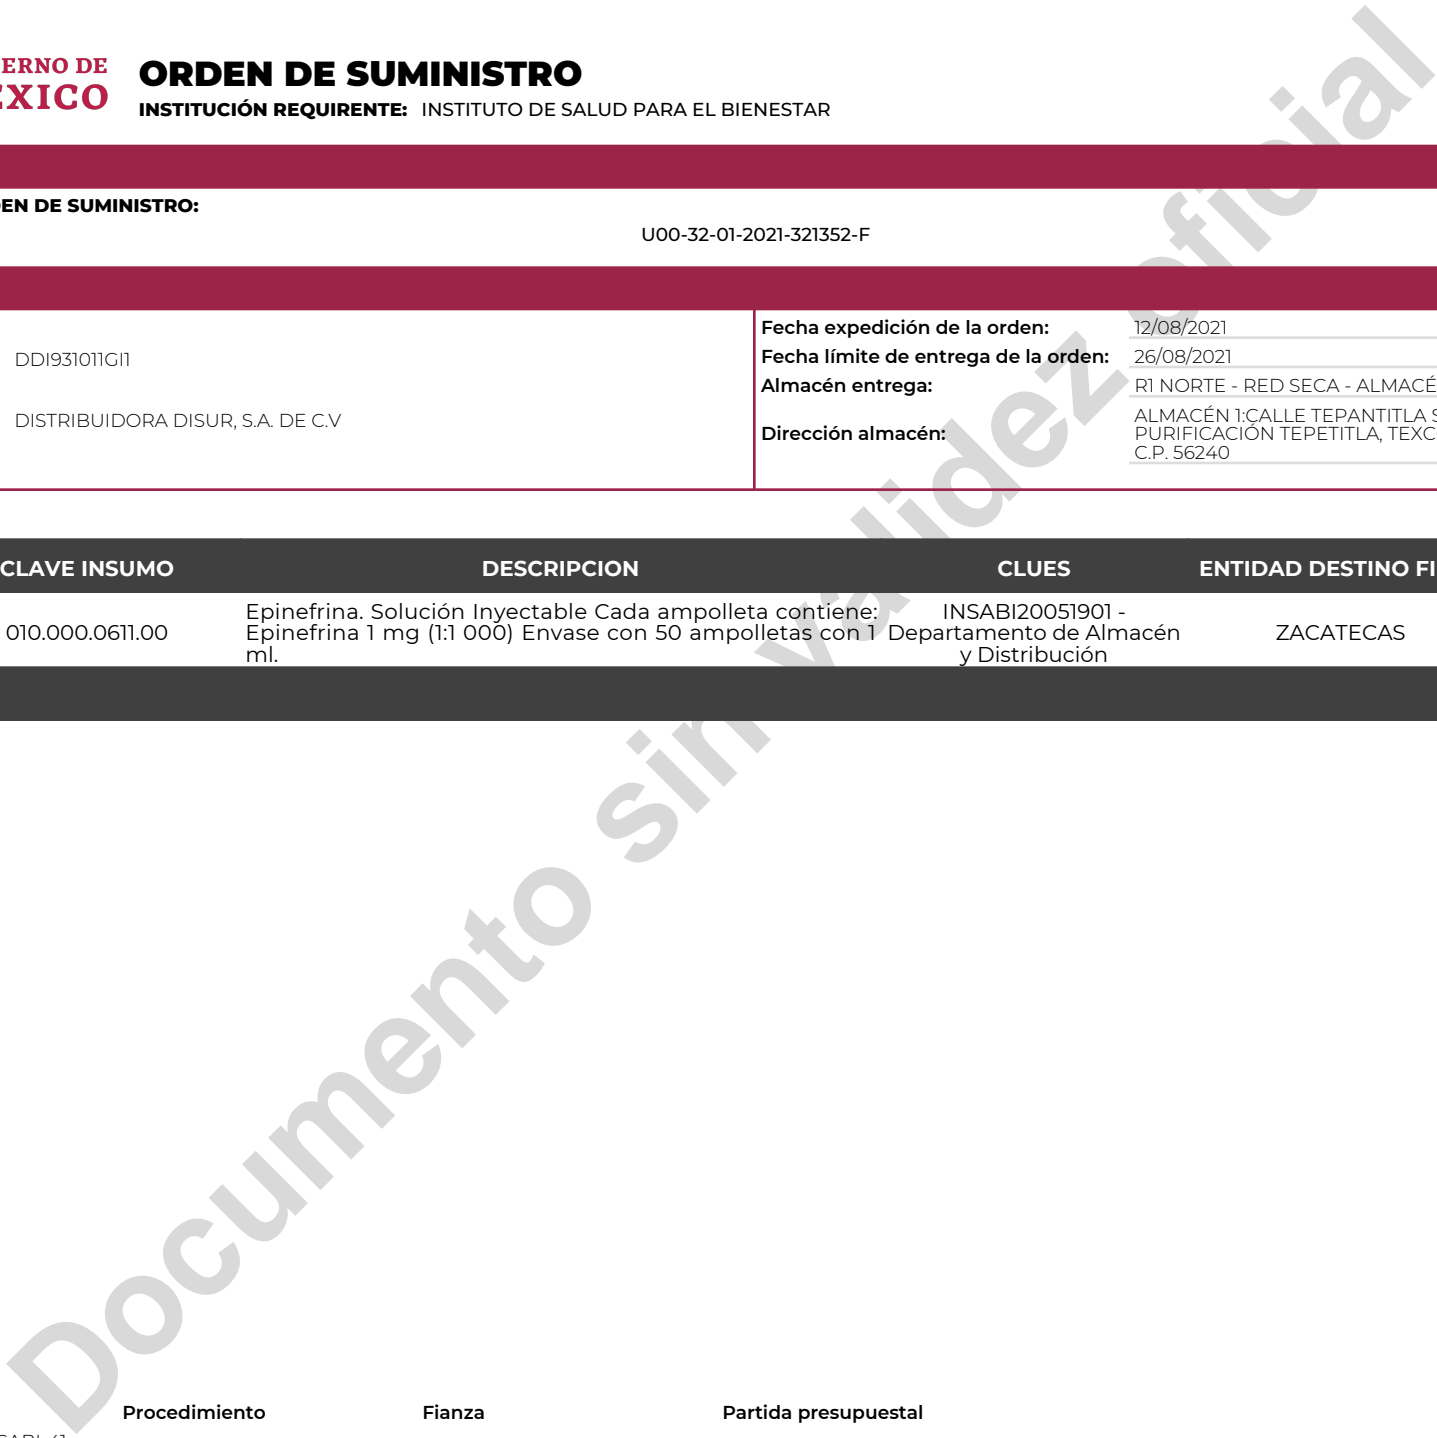 ERNO DE
EXICO
ORDEN DE SUMINISTRO
INSTITUCIÓN REQUIRENTE: INSTITUTO DE SALUD PARA EL BIENESTAR
EN DE SUMINISTRO:
U00-32-01-2021-321352-F
DDI931011GI1
DISTRIBUIDORA DISUR, S.A. DE C.V
Fecha expedición de la orden: 12/08/2021
Fecha límite de entrega de la orden: 26/08/2021
Almacén entrega: R1 NORTE - RED SECA - ALMACÉ
Dirección almacén: ALMACÉN 1:CALLE TEPANTITLA S
PURIFICACIÓN TEPETITLA, TEXC
C.P. 56240
CLAVE INSUMO DESCRIPCION CLUES ENTIDAD DESTINO FI
010.000.0611.00
Epinefrina. Solución Inyectable Cada ampolleta contiene:
Epinefrina 1 mg (1:1 000) Envase con 50 ampolletas con 1
ml.
INSABI20051901 -
Departamento de Almacén
y Distribución
ZACATECAS
Documento sin validez oficial
Procedimiento Fianza Partida presupuestal